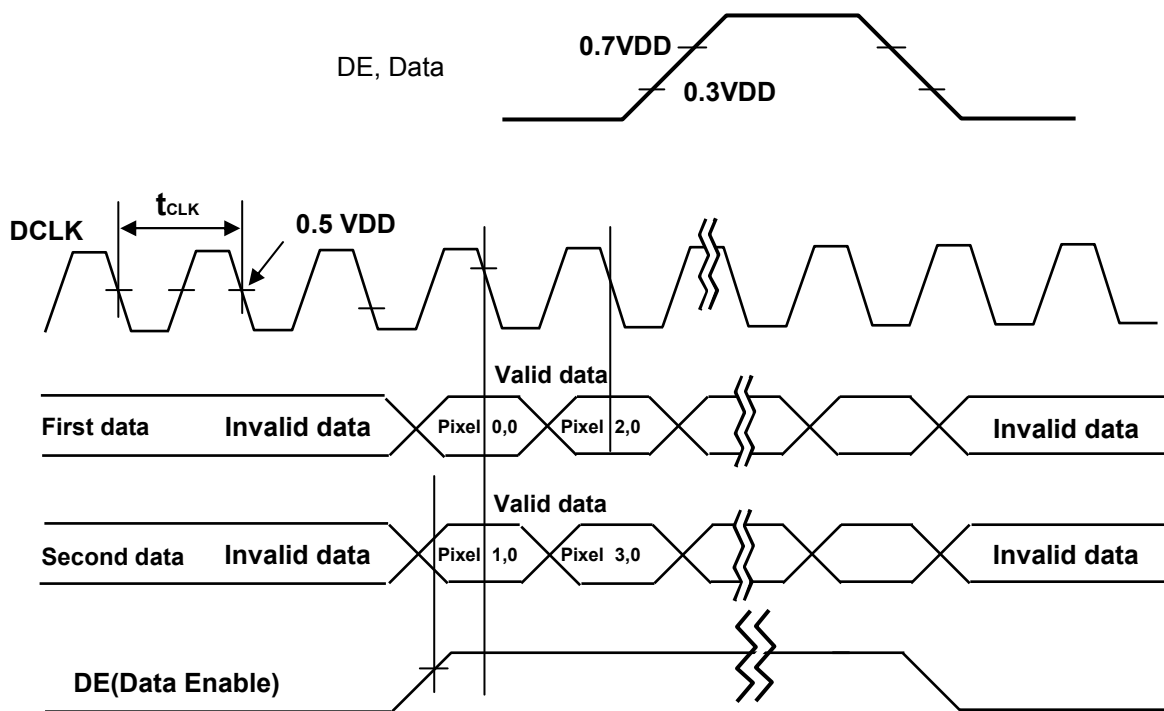 0.7VDD
DE, Data
0.3VDD
tCLK
0.5 VDD
DCLK
Valid data
First data Invalid data Pixel 0,0 Pixel 2,0 Invalid data
Valid data
Second data Invalid data Pixel 1,0 Pixel 3,0 Invalid data
DE(Data Enable)